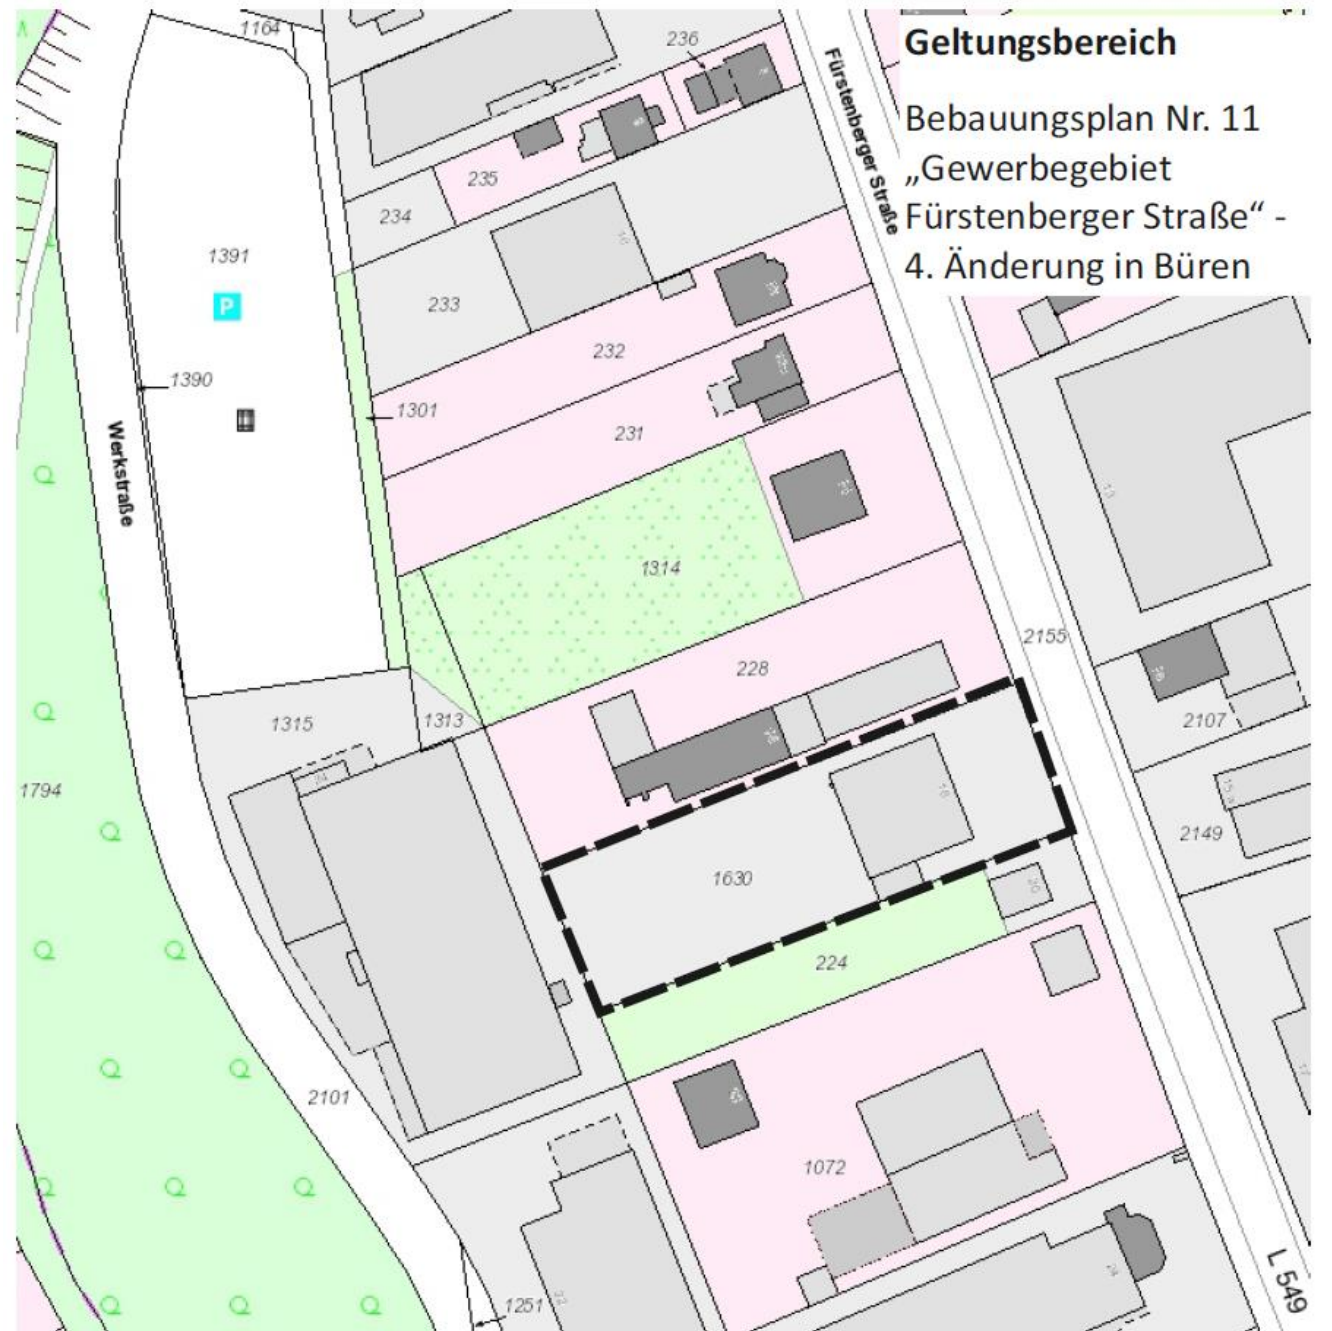 Geltungsbereich
Bebauungsplan Nr. 11
„Gewerbegebiet
Fürstenberger Straße“ -
4. Änderung in Büren
1164
236
Fürstenberger Straße
235
234
1391
P
233
232
1390
1301
231
Werkstraße
1314
2155
228
1315
1313
2107
1794
2149
1630
18
20
224
2101
1072
1251
L 549